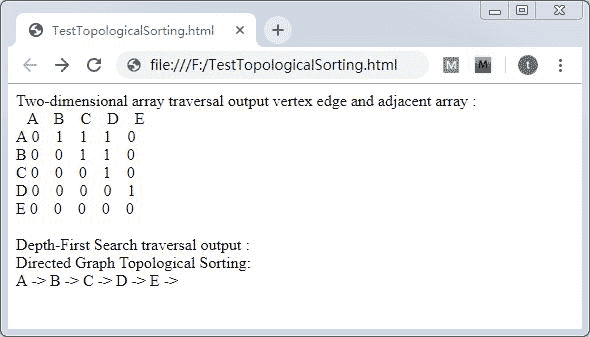 TestTopologicalSorting.html
file:///F:/TestTopologicalSorting.html
M
M
t
Two-dimensional array traversal output vertex edge and adjacent array :
A B C D E
A 0 1 1 1 0
B 0 0 1 1 0
C 0 0 0 1 0
D 0 0 0 0 1
E 0 0 0 0 0
Depth-First Search traversal output :
Directed Graph Topological Sorting:
A -> B -> C -> D -> E ->